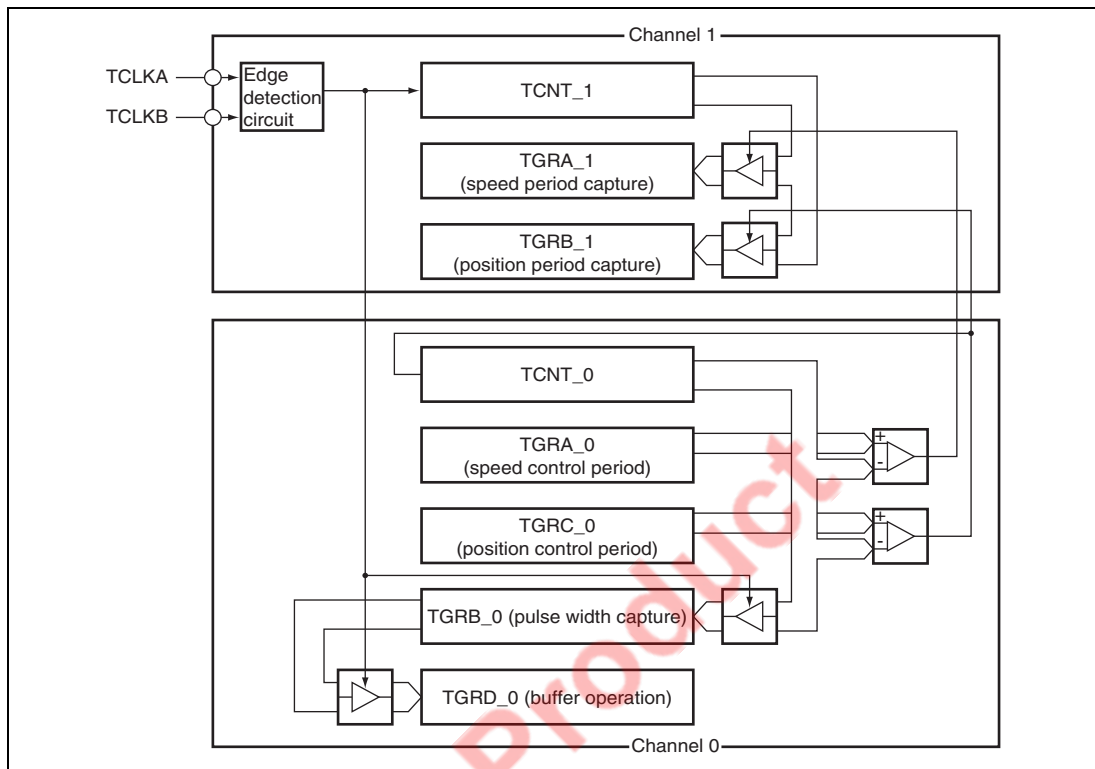 Channel 1
TCLKA
TCLKB
Edge
detection
circuit
TCNT_1
TGRA_1
(speed period capture)
TGRB_1
(position period capture)
TCNT_0
TGRA_0
(speed control period)
TGRC_0
(position control period)
TGRB_0 (pulse width capture)
TGRD_0 (buffer operation)
+
-
+
-
Channel 0
Product